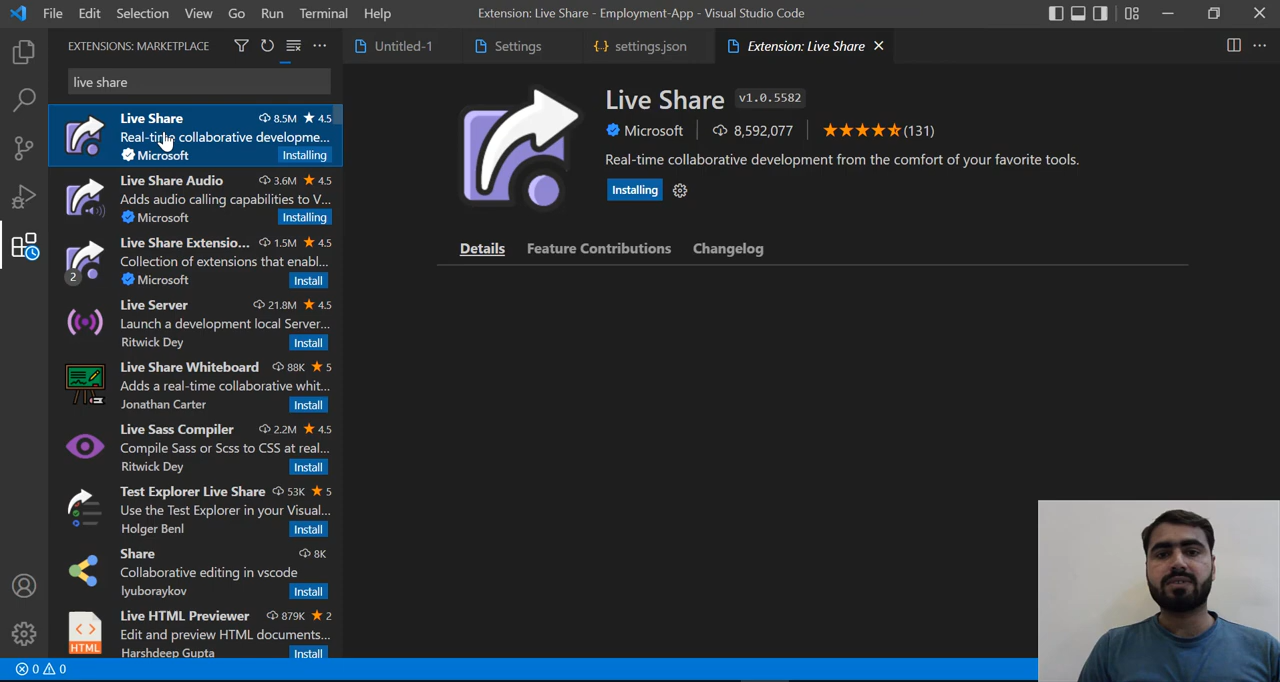 File Edit Selection View Go Run Terminal Help
Extension: Live Share - Employment-App - Visual Studio Code
EXTENSIONS: MARKETPLACE
live share
Untitled-1
Settings
{..} settings.json
Extension: Live Share
Live Share 8.5M ★ 4.5
Real-time collaborative developme...
Microsoft Installing
Live Share Audio 3.6M ★ 4.5
Adds audio calling capabilities to V...
Microsoft Installing
Live Share Extensio... 1.5M ★ 4.5
Collection of extensions that enabl...
2
Microsoft Install
Live Server 21.8M ★ 4.5
Launch a development local Server...
Ritwick Dey Install
Live Share Whiteboard 88K ★ 5
Adds a real-time collaborative whit...
Jonathan Carter Install
Live Sass Compiler 2.2M ★ 4.5
Compile Sass or Scss to CSS at real...
Ritwick Dey Install
Test Explorer Live Share 53K ★ 5
Use the Test Explorer in your Visual...
Holger Benl Install
Share 8K
Collaborative editing in vscode
lyuboraykov Install
Live HTML Previewer 879K ★ 2
Edit and preview HTML documents...
HTML
Harshdeep Gupta Install
Live Share v1.0.5582
Microsoft 8,592,077 (131)
Real-time collaborative development from the comfort of your favorite tools.
Installing
Details Feature Contributions Changelog
0 0